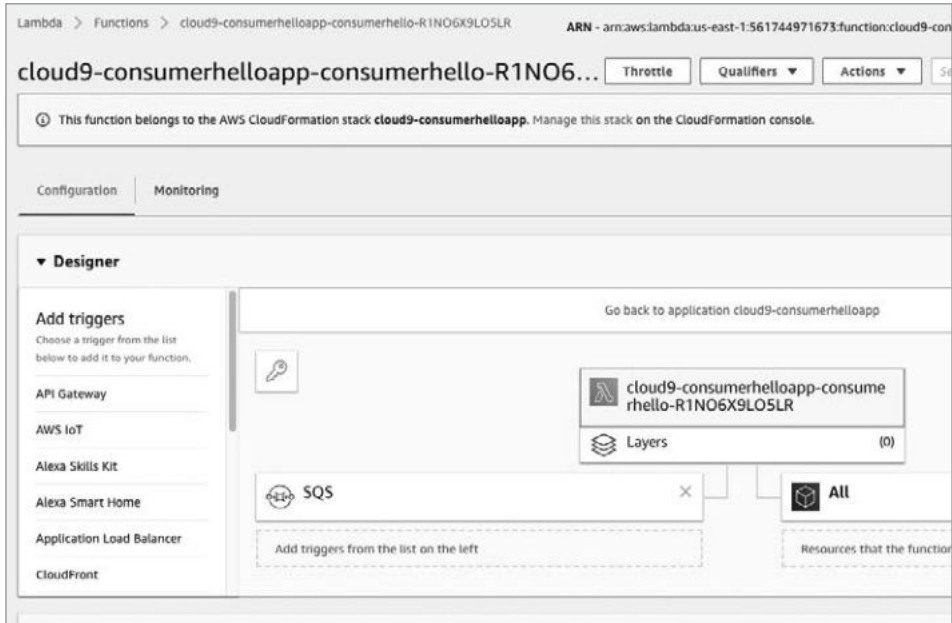 Lambda > Functions > cloud9-consumerhelloapp-consumerhello-R1NO6X9LO5LR
ARN - arn:aws:lambda:us-east-1:561744971673:function:cloud9-con
cloud9-consumerhelloapp-consumerhello-R1NO6...
Throttle
Qualifiers
Actions
Se
This function belongs to the AWS CloudFormation stack cloud9-consumerhelloapp. Manage this stack on the CloudFormation console.
Configuration
Monitoring
Designer
Add triggers
Choose a trigger from the list
below to add it to your function.
API Gateway
AWS IoT
Alexa Skills Kit
Alexa Smart Home
Application Load Balancer
CloudFront
Go back to application cloud9-consumerhelloapp
cloud9-consumerhelloapp-consume
rhello-R1NO6X9LO5LR
Layers (0)
SQS
Add triggers from the list on the left
All
Resources that the function